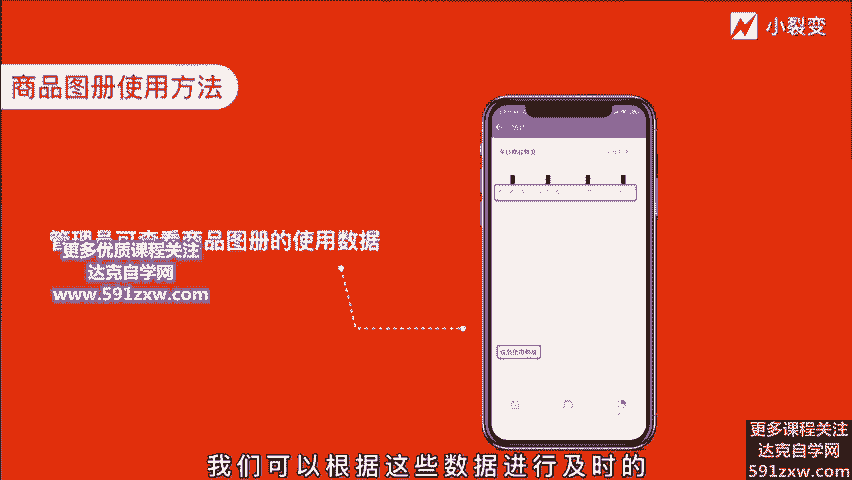 小裂变
商品图册使用方法
管理员可查看商品图册的使用数据
更多优质课程关注
达克自学网
www.591zxw.com
我们可以根据这些数据进行及时的
更多课程关注
达克自学网
591zxw.com